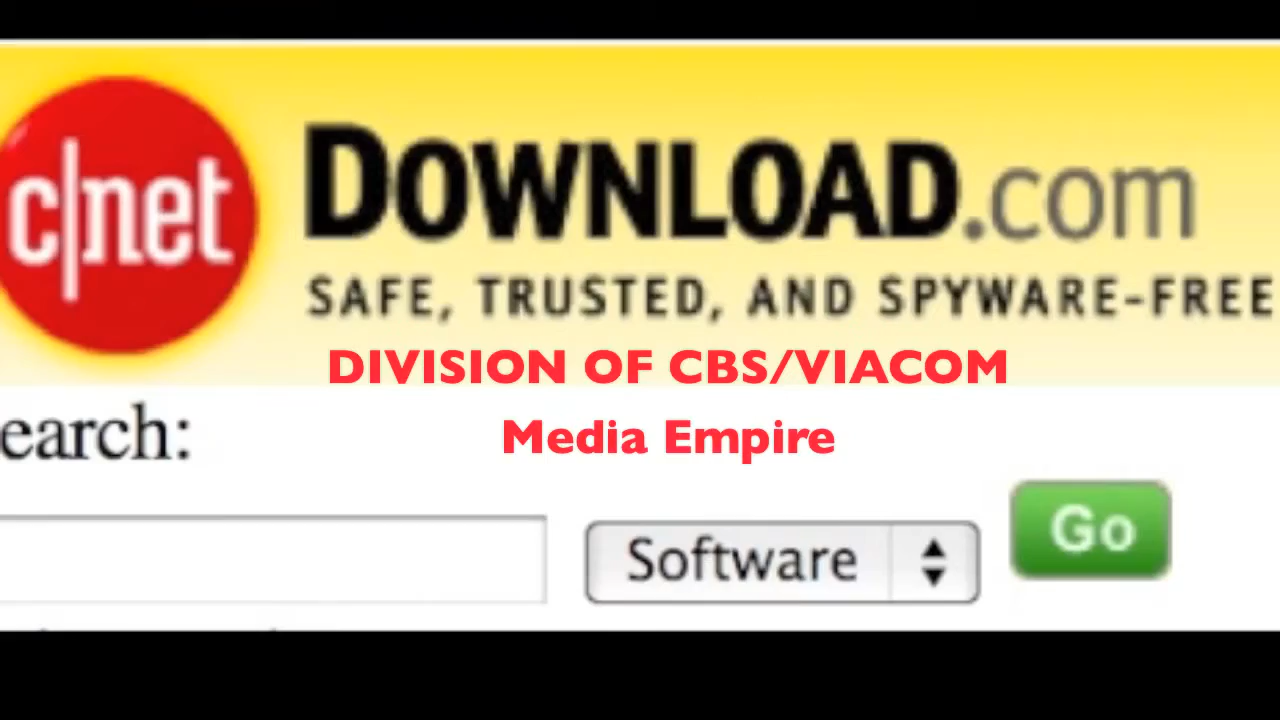 c|net
DOWNLOAD.com
SAFE, TRUSTED, AND SPYWARE-FREE
DIVISION OF CBS/VIACOM
Media Empire
earch:
Software
Go